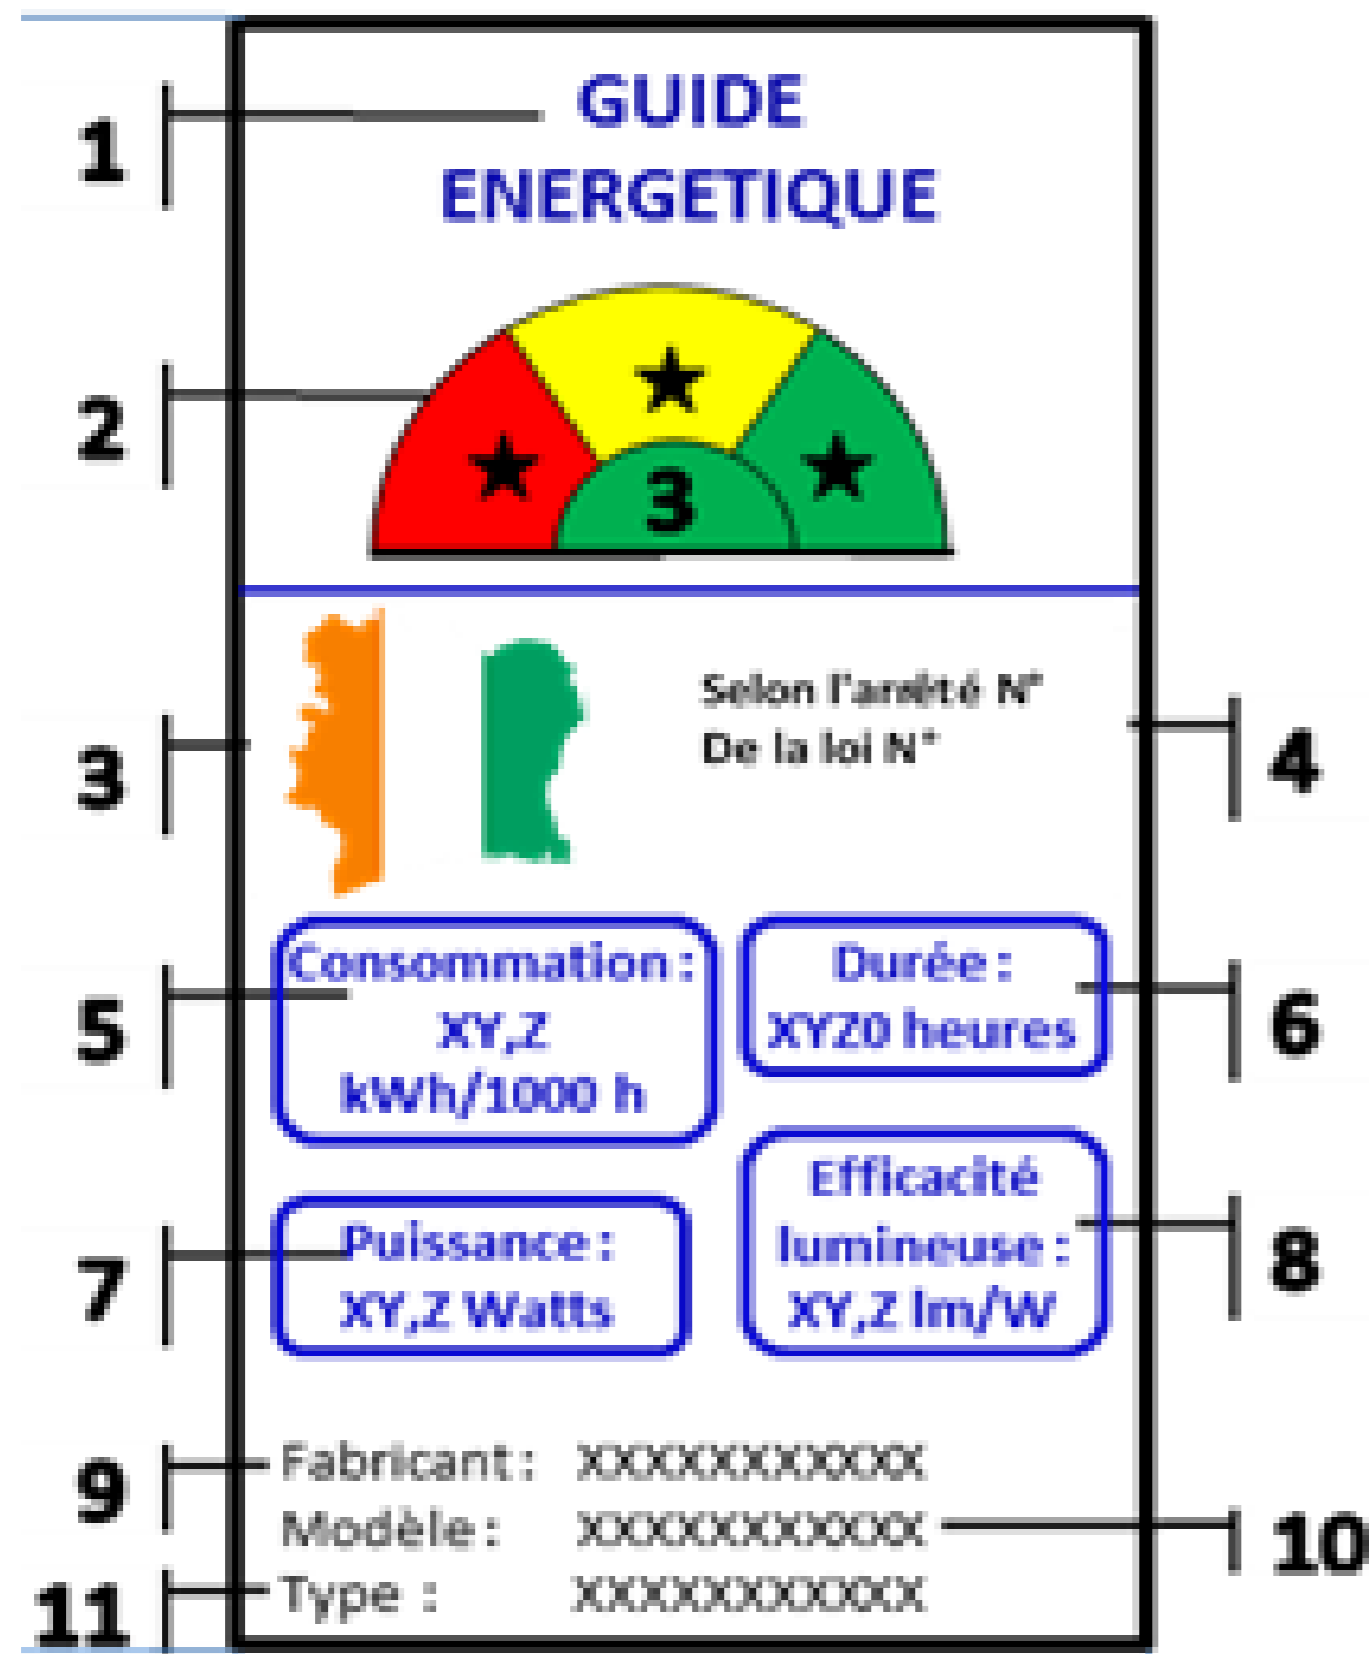 GUIDE
1
ENERGETIQUE
2
3
3
Selon l'arrêté N°
De la loi N°
4
Consommation :
XY,Z
kWh/1000 h
5
Durée :
XYZ0 heures
6
Puissance :
XY,Z Watts
7
Efficacité
lumineuse :
XY,Z lm/W
8
9
Fabricant : XXXXXXXXXXX
Modèle : XXXXXXXXXXX
10
Type : XXXXXXXXXXX
11